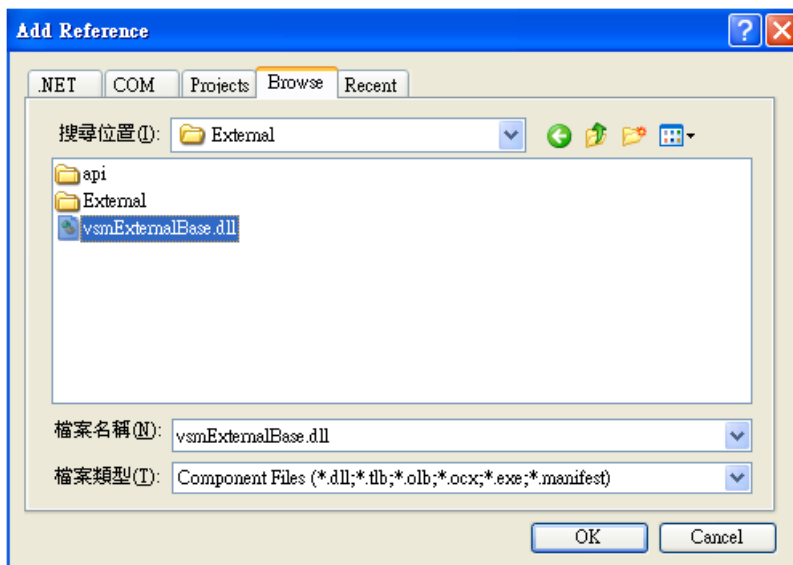 Add Reference
.NET COM Projects Browse Recent
搜尋位置(I): External
api
External
vsmExternalBase.dll
檔案名稱(N): vsmExternalBase.dll
檔案類型(T): Component Files (*.dll;*.tlb;*.olb;*.ocx;*.exe;*.manifest)
OK Cancel